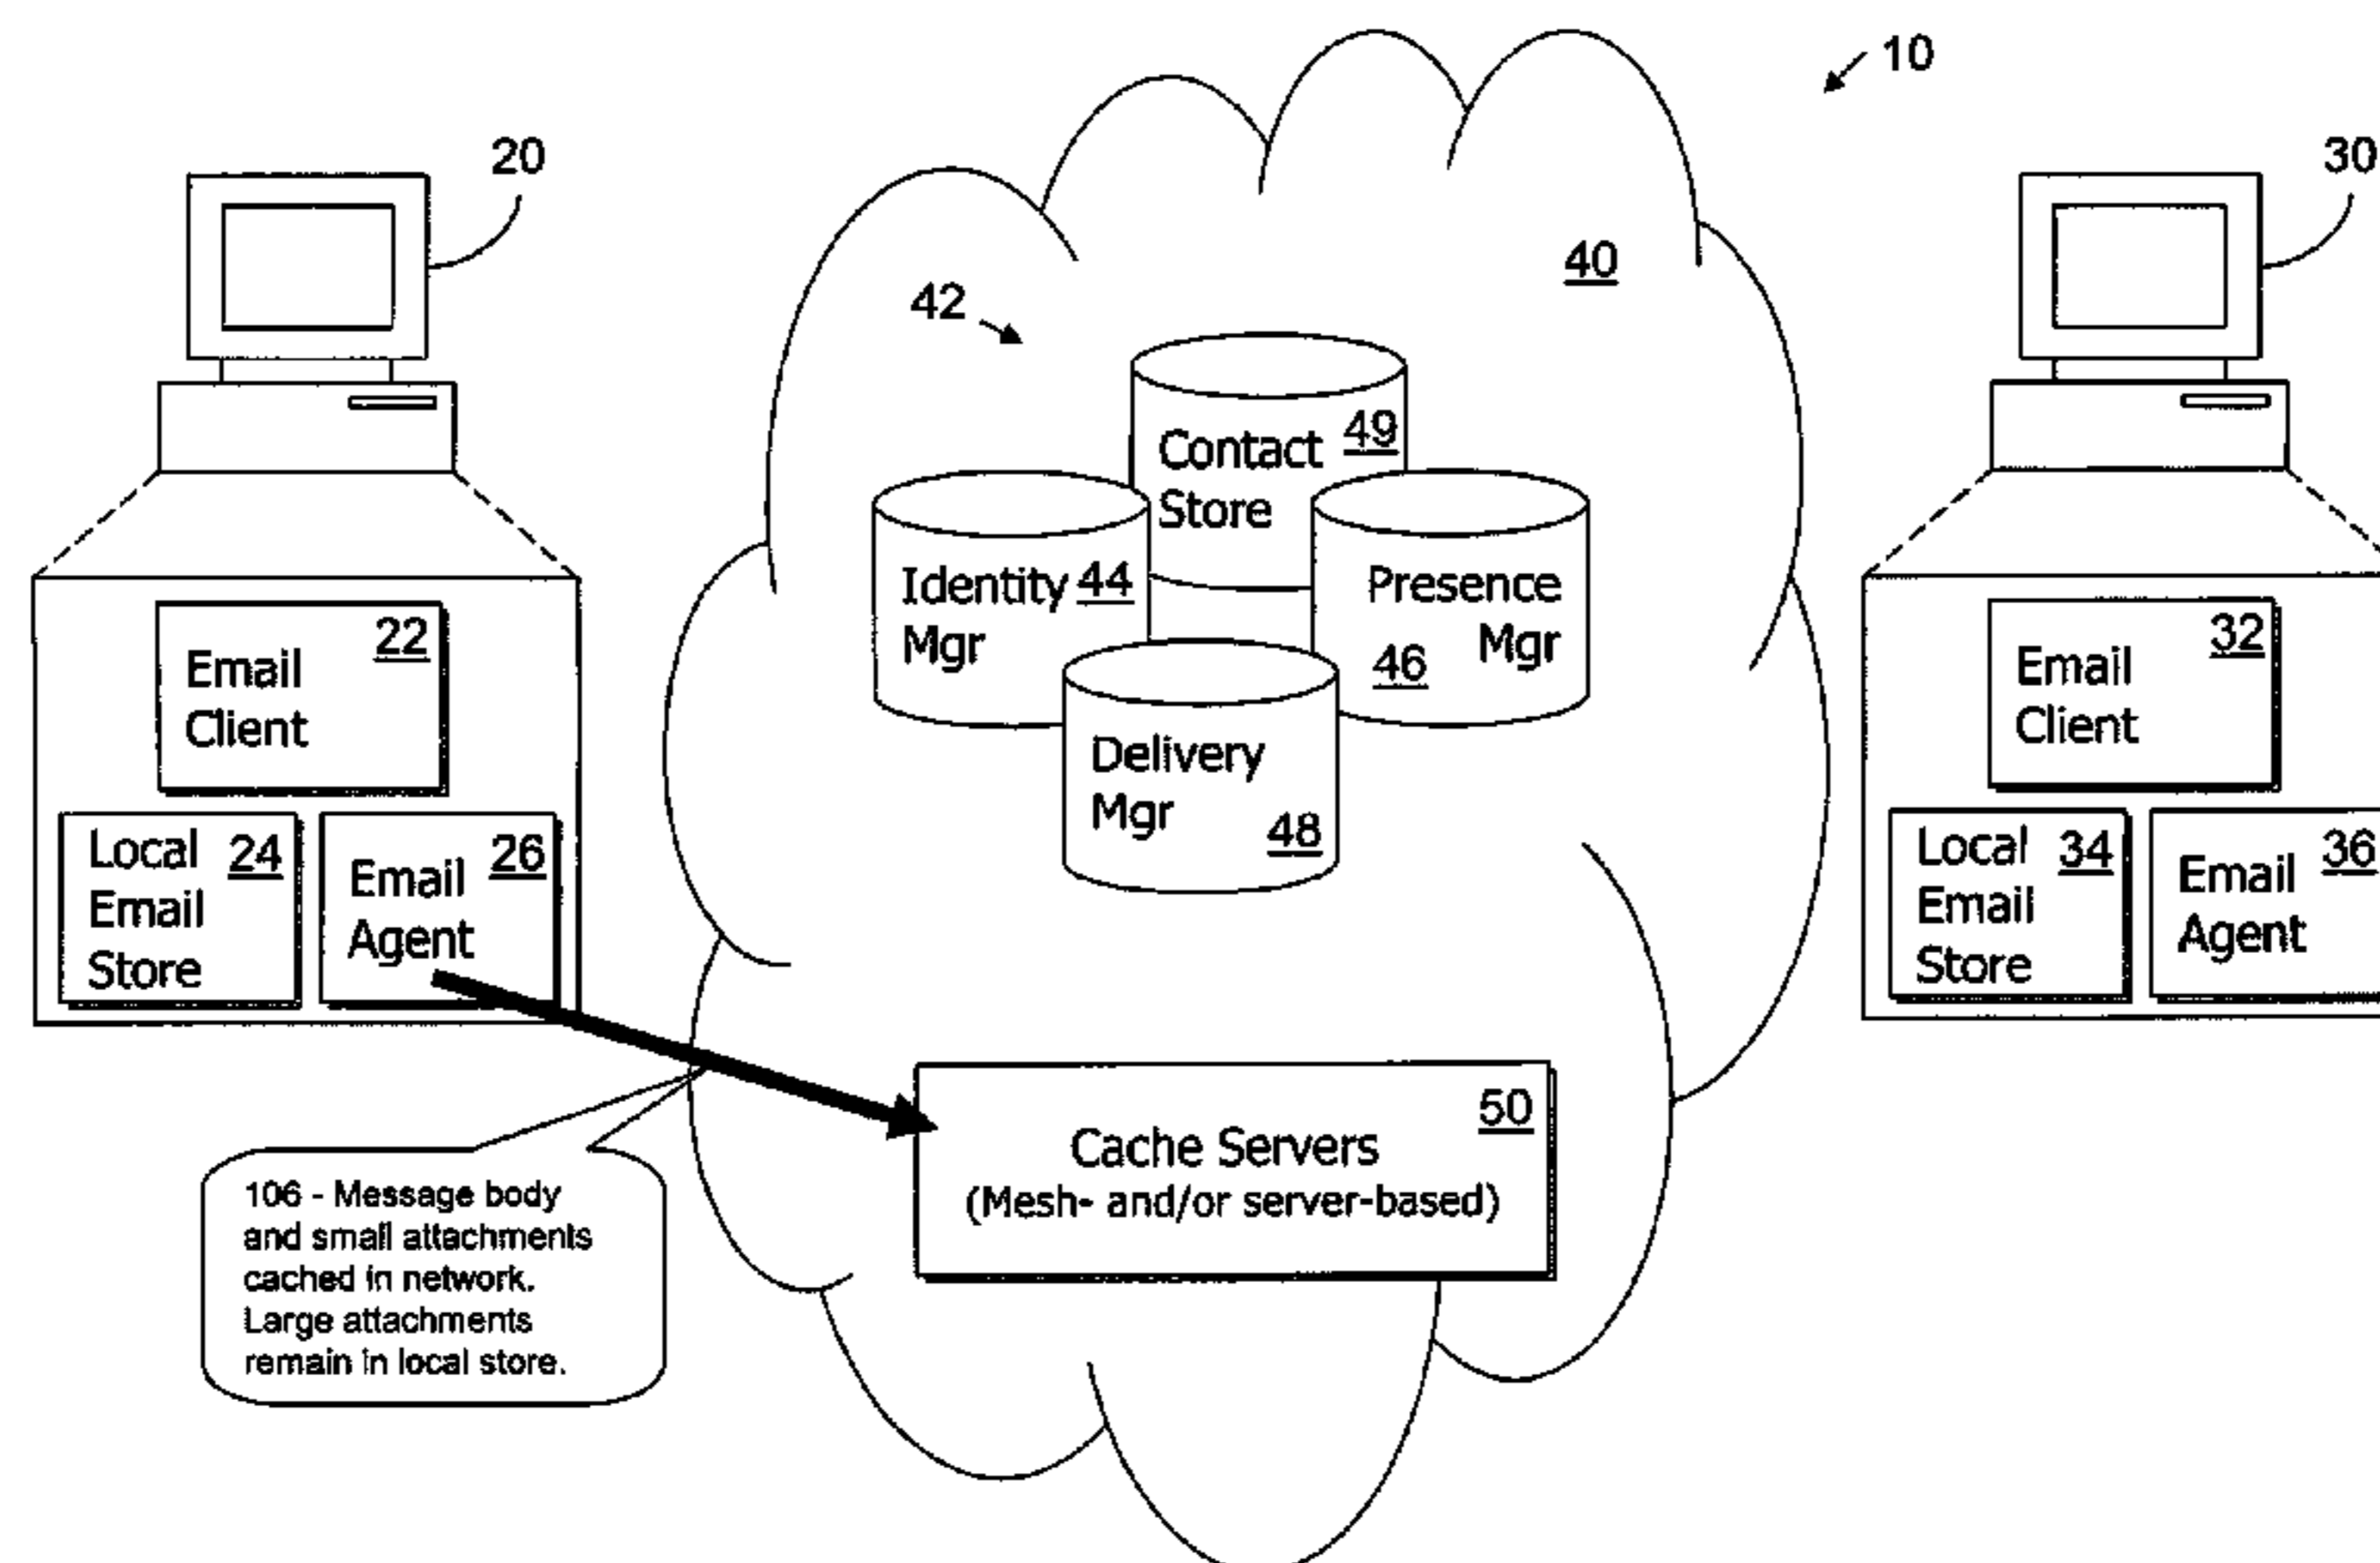 10
20
30
40
42
Contact 49
Store
Identity 44
Mgr
Presence
Mgr
46
Delivery
Mgr
48
22
Email
Client
Local 24
Email
Store
26
Email
Agent
32
Email
Client
Local 34
Email
Store
36
Email
Agent
50
Cache Servers
(Mesh- and/or server-based)
106 - Message body
and small attachments
cached in network.
Large attachments
remain in local store.